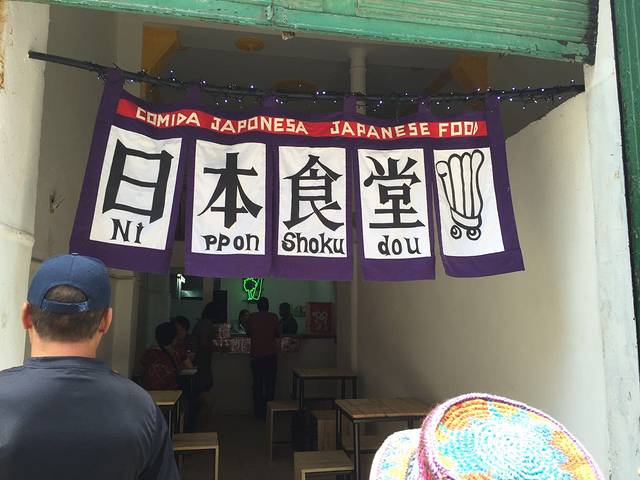 COMIDA JAPONESA JAPANESE FOOD
日本食堂
Ni ppon Shoku dou